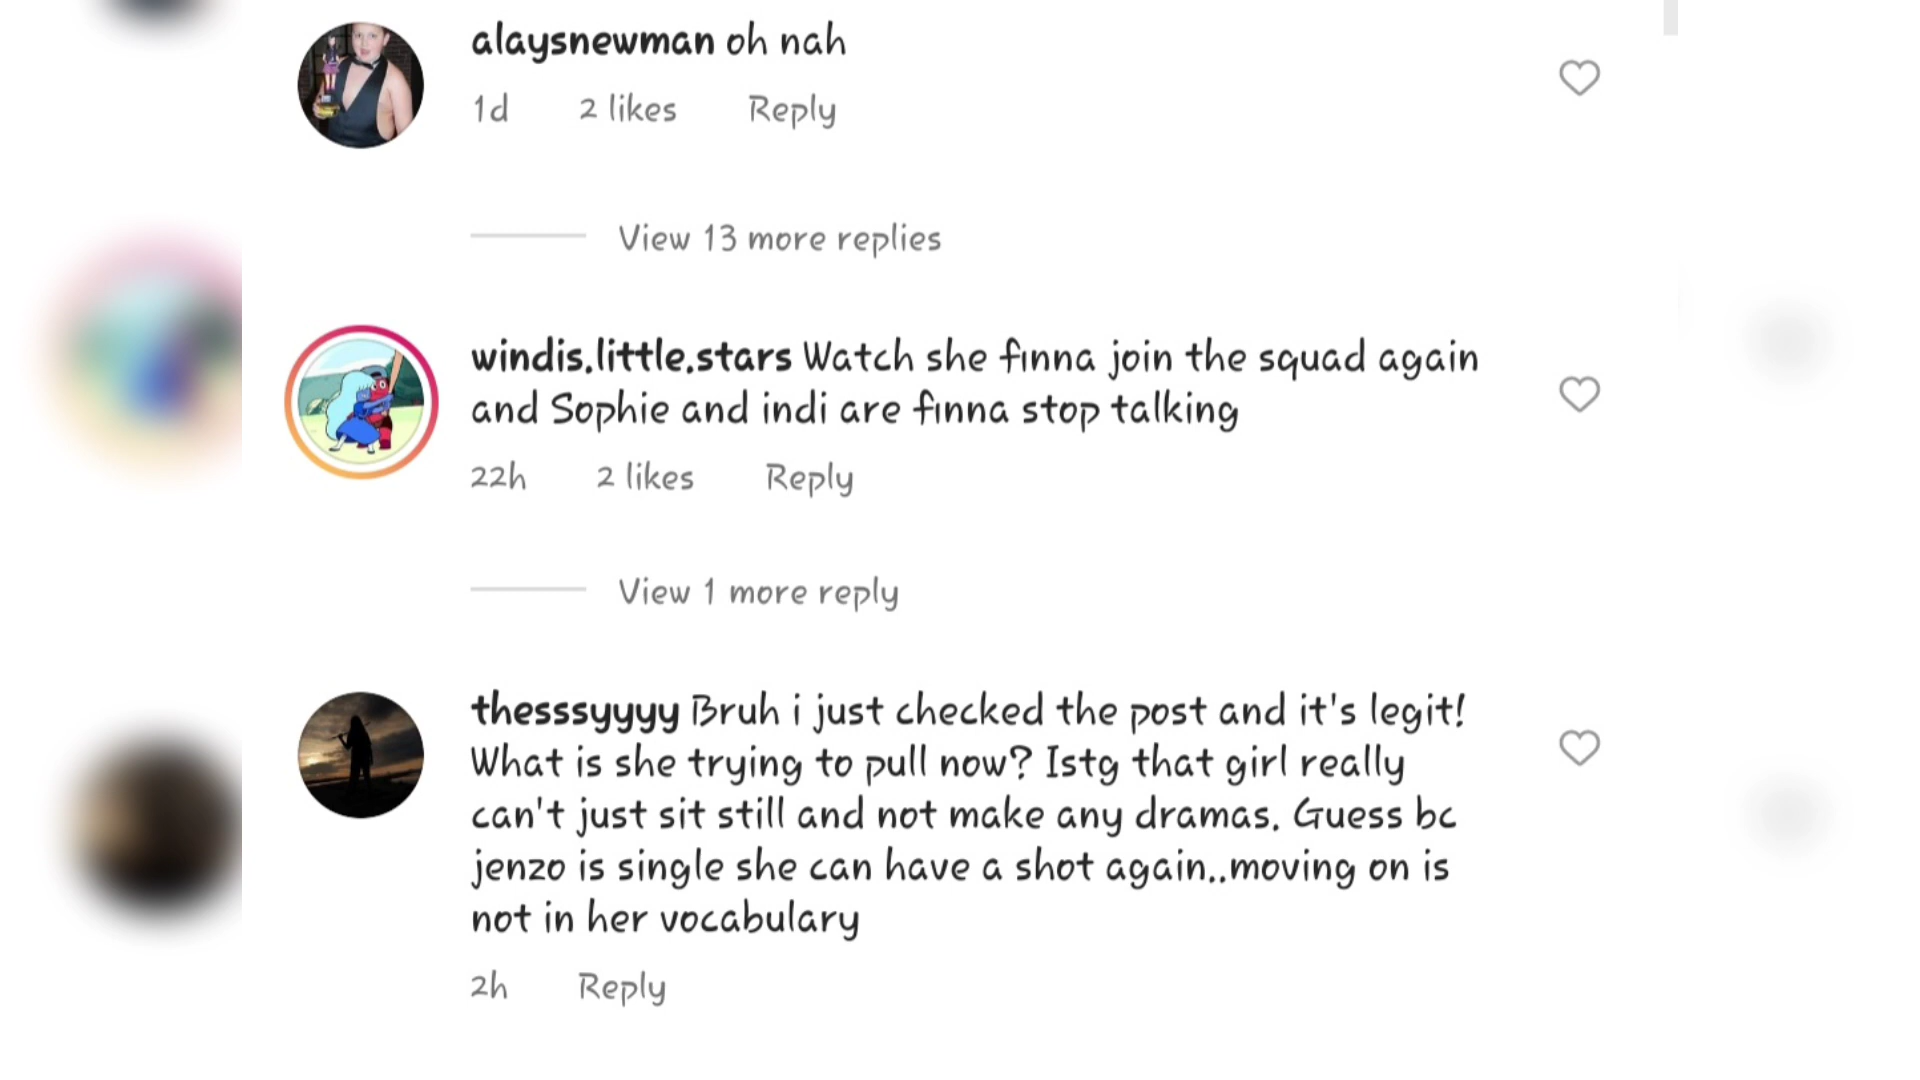 alaysnewman oh nah
1d 2 likes Reply
View 13 more replies
windis.little.stars Watch she finna join the squad again
and Sophie and indi are finna stop talking
22h 2 likes Reply
View 1 more reply
thesssyyyy Bruh i just checked the post and it's legit!
What is she trying to pull now? Istg that girl really
can't just sit still and not make any dramas. Guess bc
jenzo is single she can have a shot again..moving on is
not in her vocabulary
2h Reply